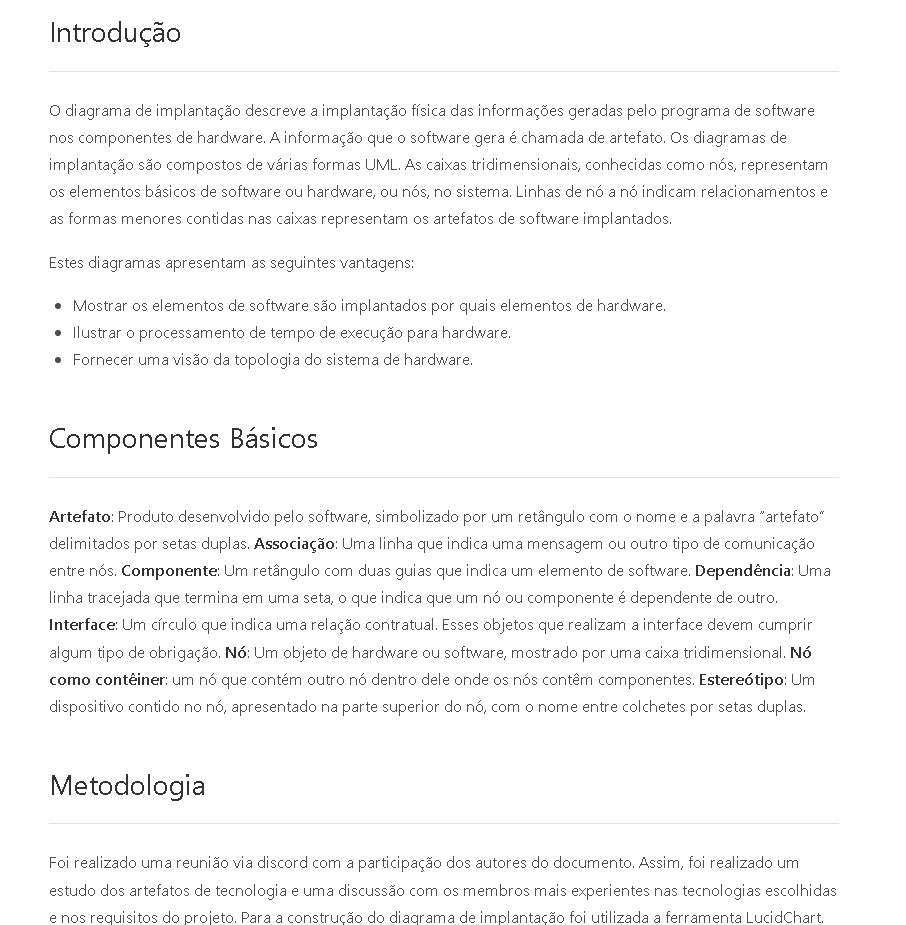 Introdução
O diagrama de implantação descreve a implantação física das informações geradas pelo programa de software
nos componentes de hardware. A informação que o software gera é chamada de artefato. Os diagramas de
implantação são compostos de várias formas UML. As caixas tridimensionais, conhecidas como nós, representam
os elementos básicos de software ou hardware, ou nós, no sistema. Linhas de nó a nó indicam relacionamentos e
as formas menores contidas nas caixas representam os artefatos de software implantados.
Estes diagramas apresentam as seguintes vantagens:
• Mostrar os elementos de software são implantados por quais elementos de hardware.
• Ilustrar o processamento de tempo de execução para hardware.
• Fornecer uma visão da topologia do sistema de hardware.
Componentes Básicos
Artefato: Produto desenvolvido pelo software, simbolizado por um retângulo com o nome e a palavra “artefato”
delimitados por setas duplas. Associação: Uma linha que indica uma mensagem ou outro tipo de comunicação
entre nós. Componente: Um retângulo com duas guias que indica um elemento de software. Dependência: Uma
linha tracejada que termina em uma seta, o que indica que um nó ou componente é dependente de outro.
Interface: Um círculo que indica uma relação contratual. Esses objetos que realizam a interface devem cumprir
algum tipo de obrigação. Nó: Um objeto de hardware ou software, mostrado por uma caixa tridimensional. Nó
como contêiner: um nó que contém outro nó dentro dele onde os nós contêm componentes. Estereótipo: Um
dispositivo contido no nó, apresentado na parte superior do nó, com o nome entre colchetes por setas duplas.
Metodologia
Foi realizado uma reunião via discord com a participação dos autores do documento. Assim, foi realizado um
estudo dos artefatos de tecnologia e uma discussão com os membros mais experientes nas tecnologias escolhidas
e nos requisitos do projeto. Para a construção do diagrama de implantação foi utilizada a ferramenta LucidChart.